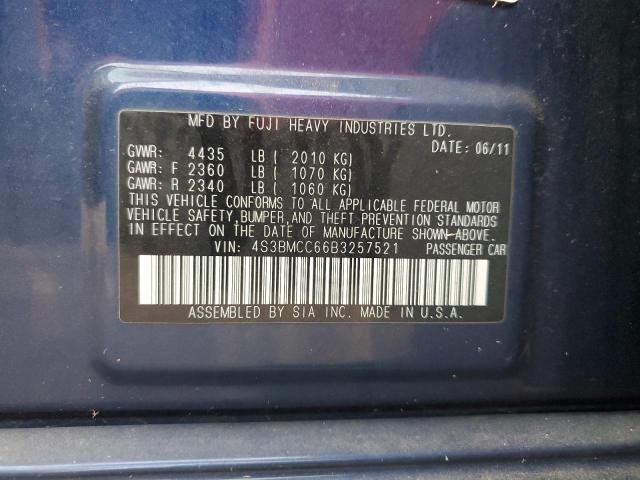 MFD BY FUJI HEAVY INDUSTRIES LTD.
DATE: 06/11
GVWR: 4435 LB ( 2010 KG)
GAWR: F 2360 LB ( 1070 KG)
GAWR: R 2340 LB ( 1060 KG)
THIS VEHICLE CONFORMS TO ALL APPLICABLE FEDERAL MOTOR
VEHICLE SAFETY, BUMPER, AND THEFT PREVENTION STANDARDS
IN EFFECT ON THE DATE OF MANUFACTURE SHOWN ABOVE.
VIN: 4S3BMCC66B3257521 PASSENGER CAR
ASSEMBLED BY SIA INC. MADE IN U.S.A.